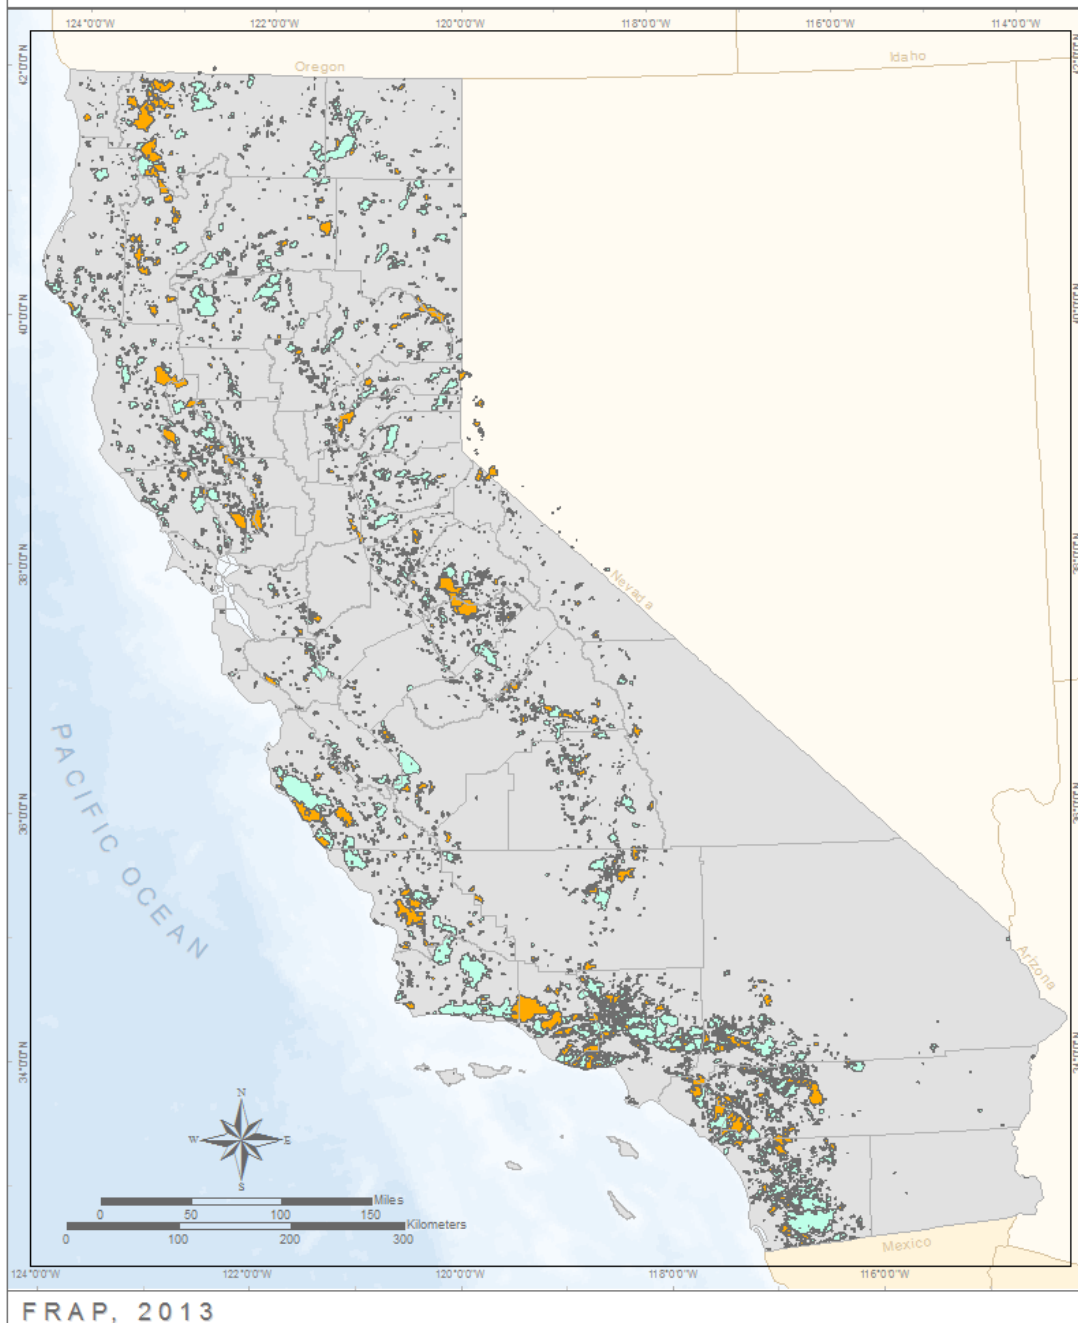 124°0'0"W 122°0'0"W 120°0'0"W 118°0'0"W 116°0'0"W 114°0'0"W
42°0'0"N
Oregon
Idaho
40°0'0"N
38°0'0"N
Nevada
PACIFIC OCEAN
36°0'0"N
Arizona
34°0'0"N
N
W E
S
Miles
0 50 100 150
Kilometers
0 100 200 300
Mexico
124°0'0"W 122°0'0"W 120°0'0"W 118°0'0"W 116°0'0"W
FRAP, 2013